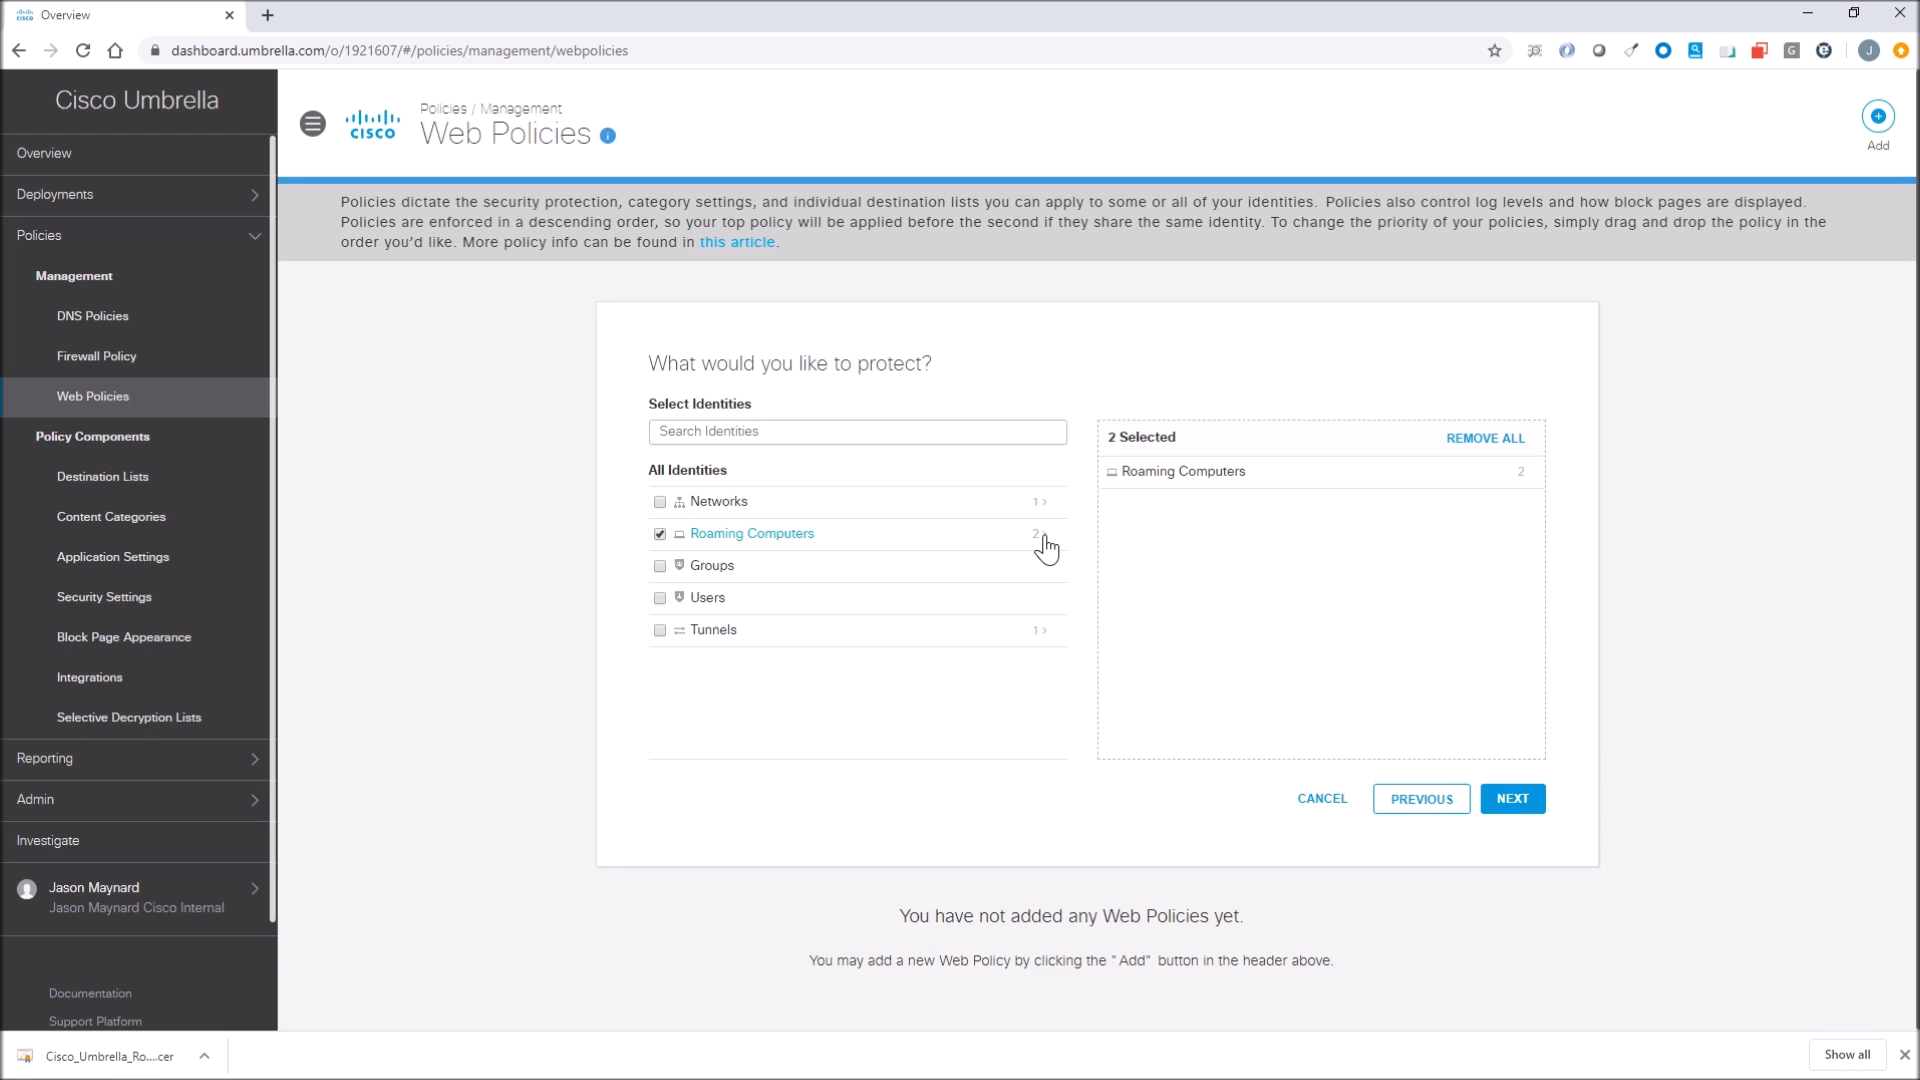 Overview
dashboard.umbrella.com/o/1921607/#/policies/management/webpolicies
G
J
Cisco Umbrella
Overview
Deployments
Policies
Management
DNS Policies
Firewall Policy
Web Policies
Policy Components
Destination Lists
Content Categories
Application Settings
Security Settings
Block Page Appearance
Integrations
Selective Decryption Lists
Reporting
Admin
Investigate
Jason Maynard
Jason Maynard Cisco Internal
Documentation
Support Platform
CISCO
Policies / Management
Web Policies
Add
Policies dictate the security protection, category settings, and individual destination lists you can apply to some or all of your identities. Policies also control log levels and how block pages are displayed.
Policies are enforced in a descending order, so your top policy will be applied before the second if they share the same identity. To change the priority of your policies, simply drag and drop the policy in the
order you'd like. More policy info can be found in this article.
What would you like to protect?
Select Identities
Search Identities
All Identities
Networks 1 >
Roaming Computers 2
Groups
Users
Tunnels 1 >
2 Selected REMOVE ALL
Roaming Computers 2
CANCEL PREVIOUS NEXT
You have not added any Web Policies yet.
You may add a new Web Policy by clicking the "Add" button in the header above.
Cisco_Umbrella_Ro....cer
Show all